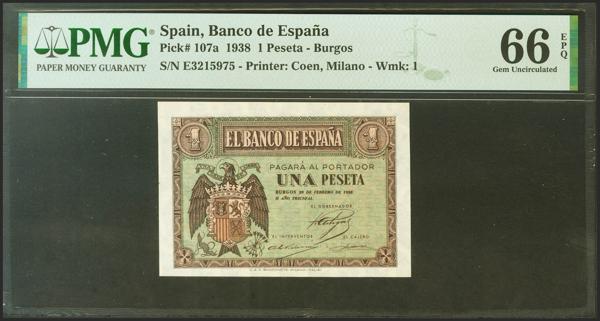 PMG
PAPER MONEY GUARANTY
Spain, Banco de España
Pick# 107a 1938 1 Peseta - Burgos
S/N E3215975 - Printer: Coen, Milano - Wmk: 1
66 EPQ
Gem Uncirculated
1 1
EL BANCO DE ESPAÑA
PAGARÁ AL PORTADOR
UNA PESETA
BURGOS 28 DE FEBRERO DE 1938
II AÑO TRIUNFAL
EL GOBERNADOR
EL INTERVENTOR EL CAJERO